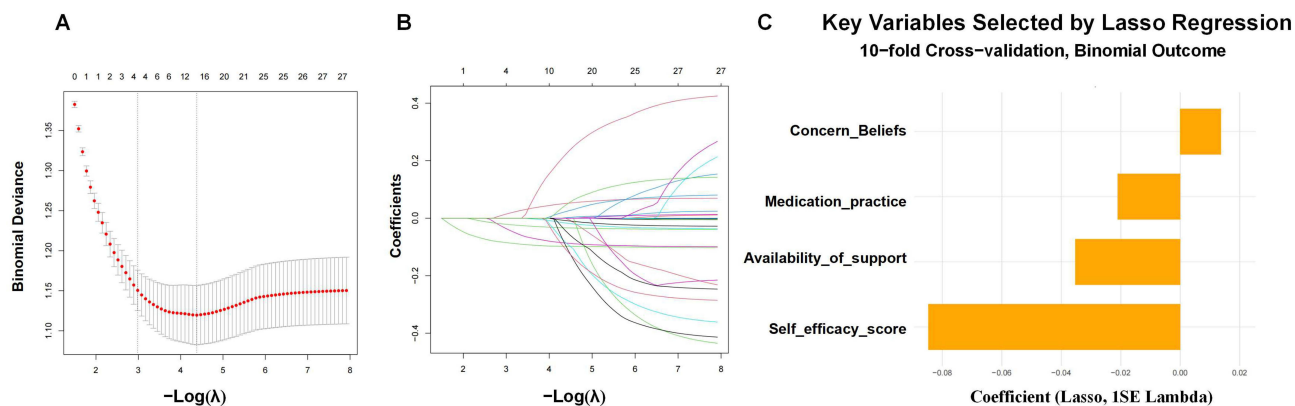 A
0 1 1 2 3 4 4 6 6 12 16 20 21 25 25 26 27 27
Binomial Deviance
1.35
1.30
1.25
1.20
1.15
1.10
2 3 4 5 6 7 8
−Log(λ)
B
1 4 10 20 25 27 27
Coefficients
0.4
0.2
0.0
−0.2
−0.4
2 3 4 5 6 7 8
−Log(λ)
C
Key Variables Selected by Lasso Regression
10−fold Cross−validation, Binomial Outcome
Concern_Beliefs
Medication_practice
Availability_of_support
Self_efficacy_score
−0.08 −0.06 −0.04 −0.02 0.00 0.02
Coefficient (Lasso, 1SE Lambda)